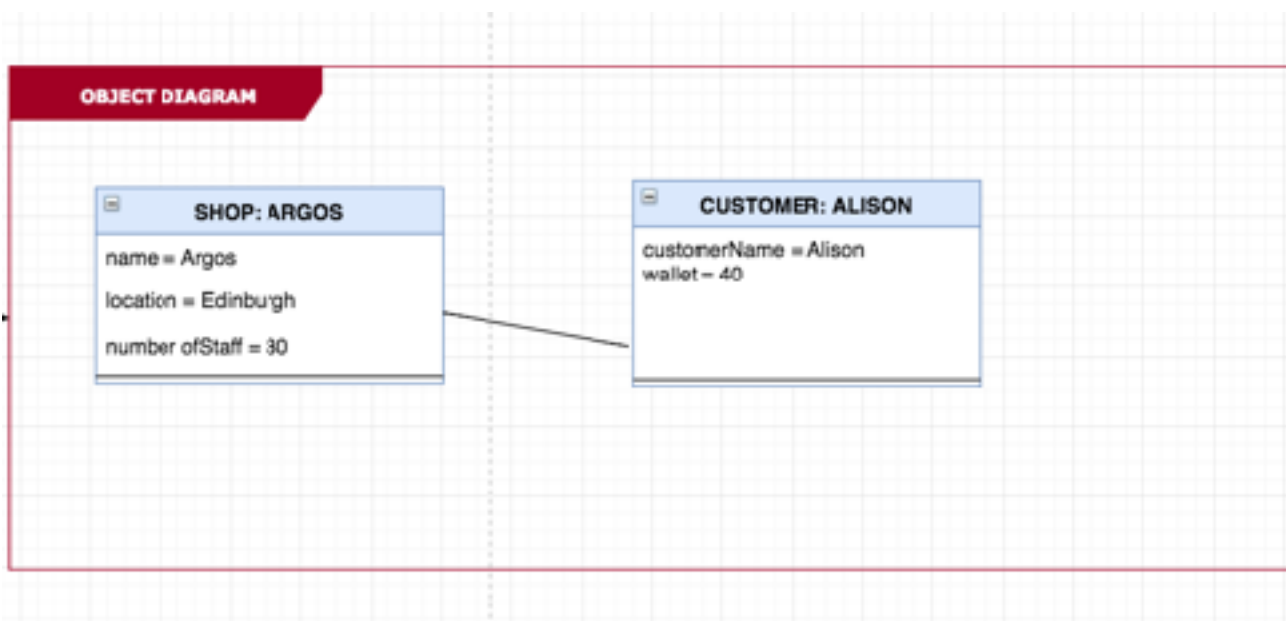 OBJECT DIAGRAM
SHOP: ARGOS
name = Argos
location = Edinburgh
number ofStaff = 30
CUSTOMER: ALISON
customerName = Alison
wallet = 40